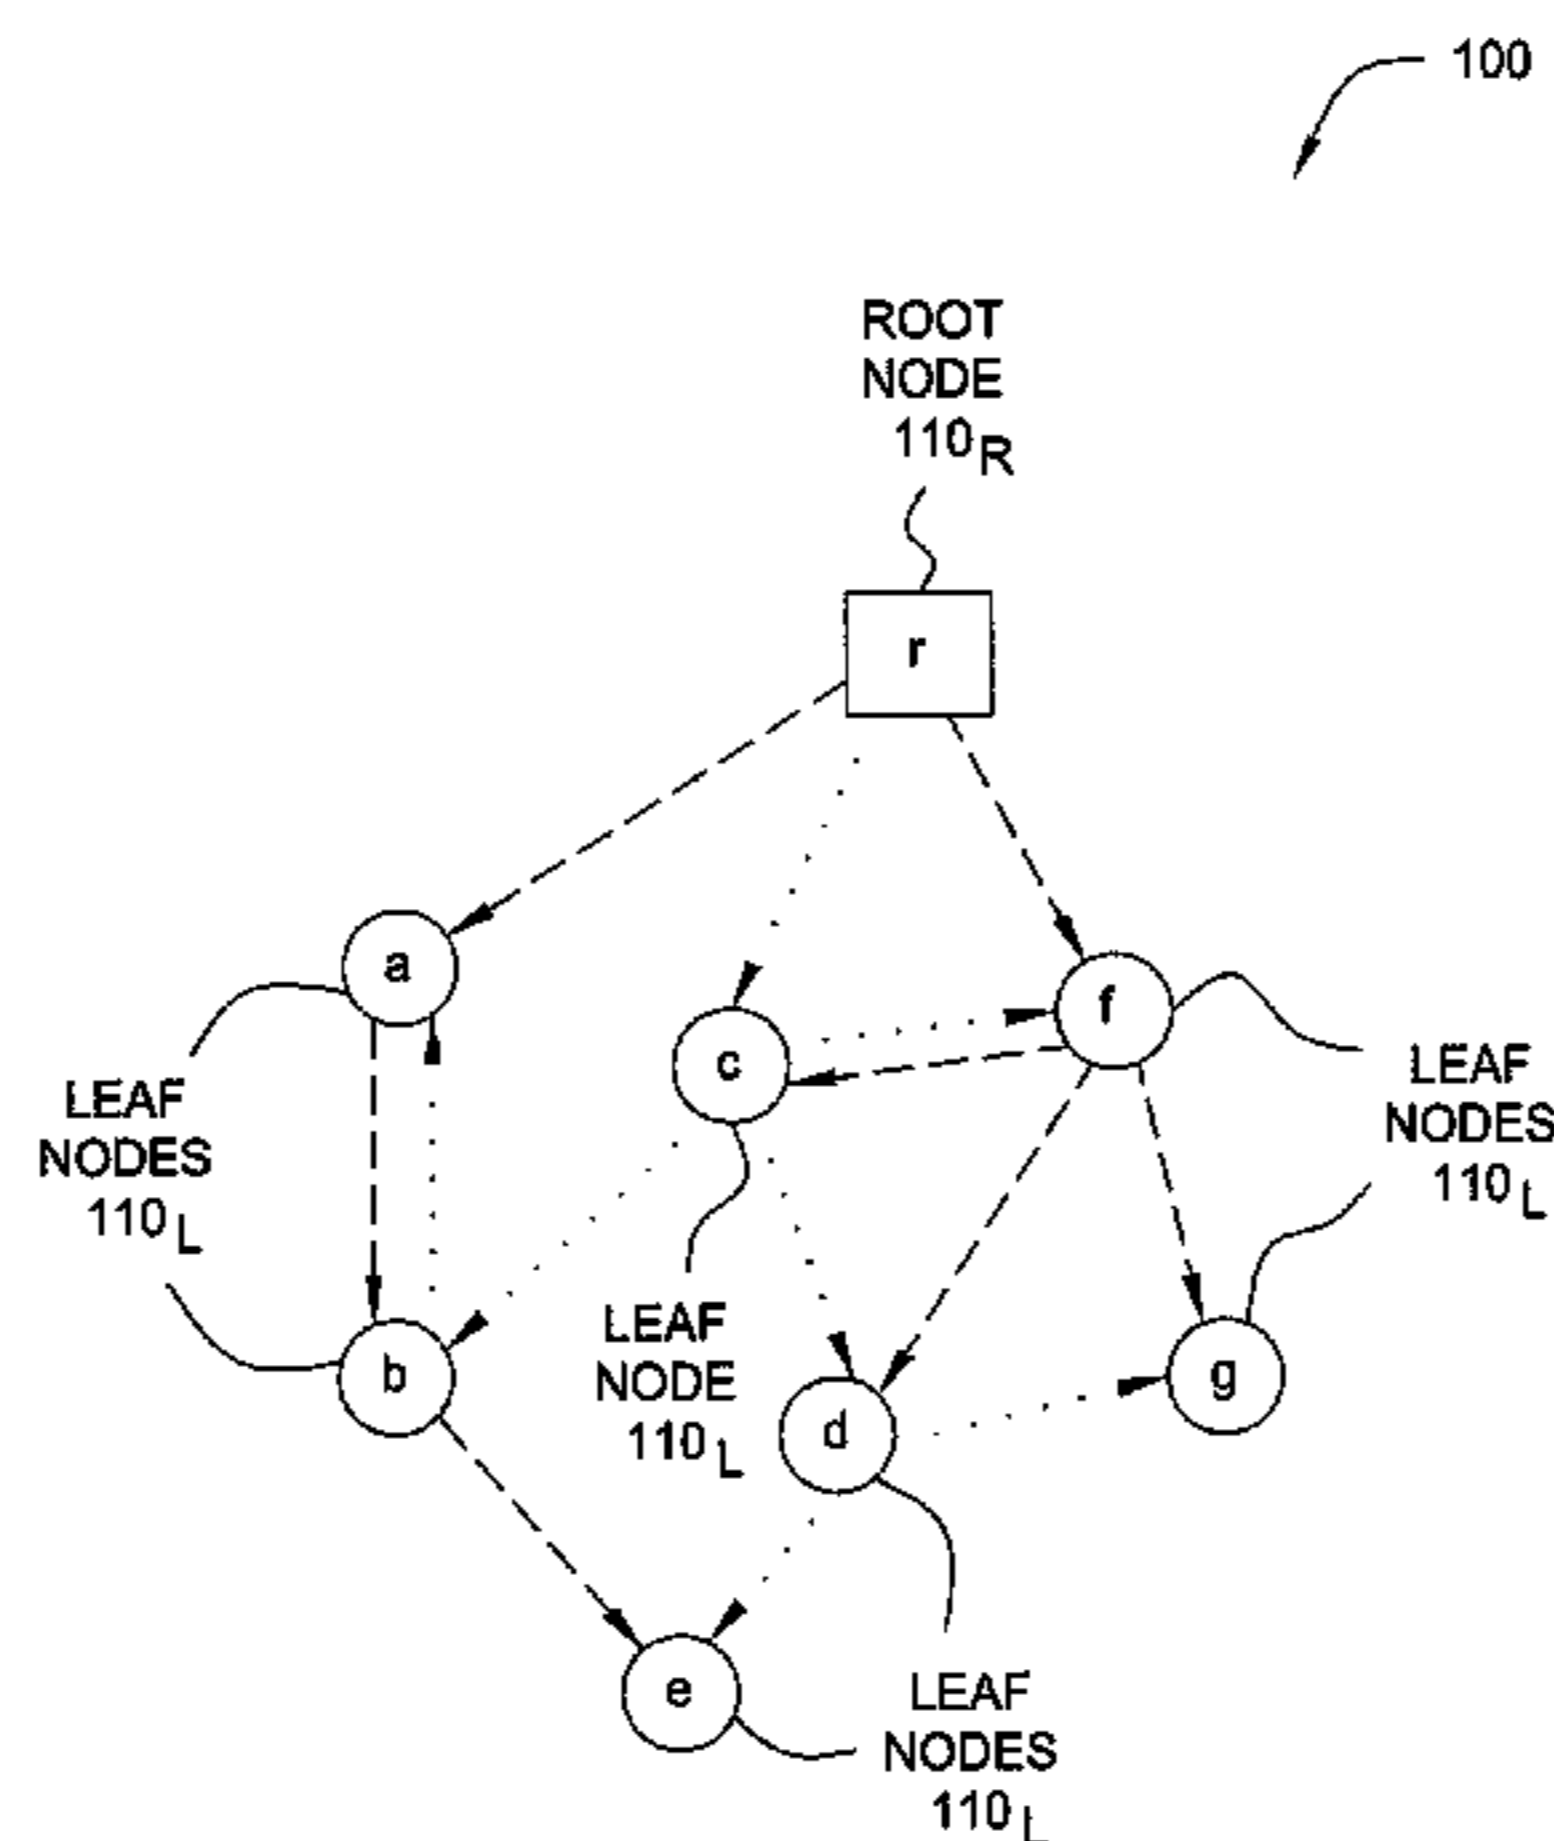 100
ROOT
NODE
110R
r
a
f
c
LEAF
NODES
110L
LEAF
NODES
110L
LEAF
NODE
110L
b
g
d
e
LEAF
NODES
110L